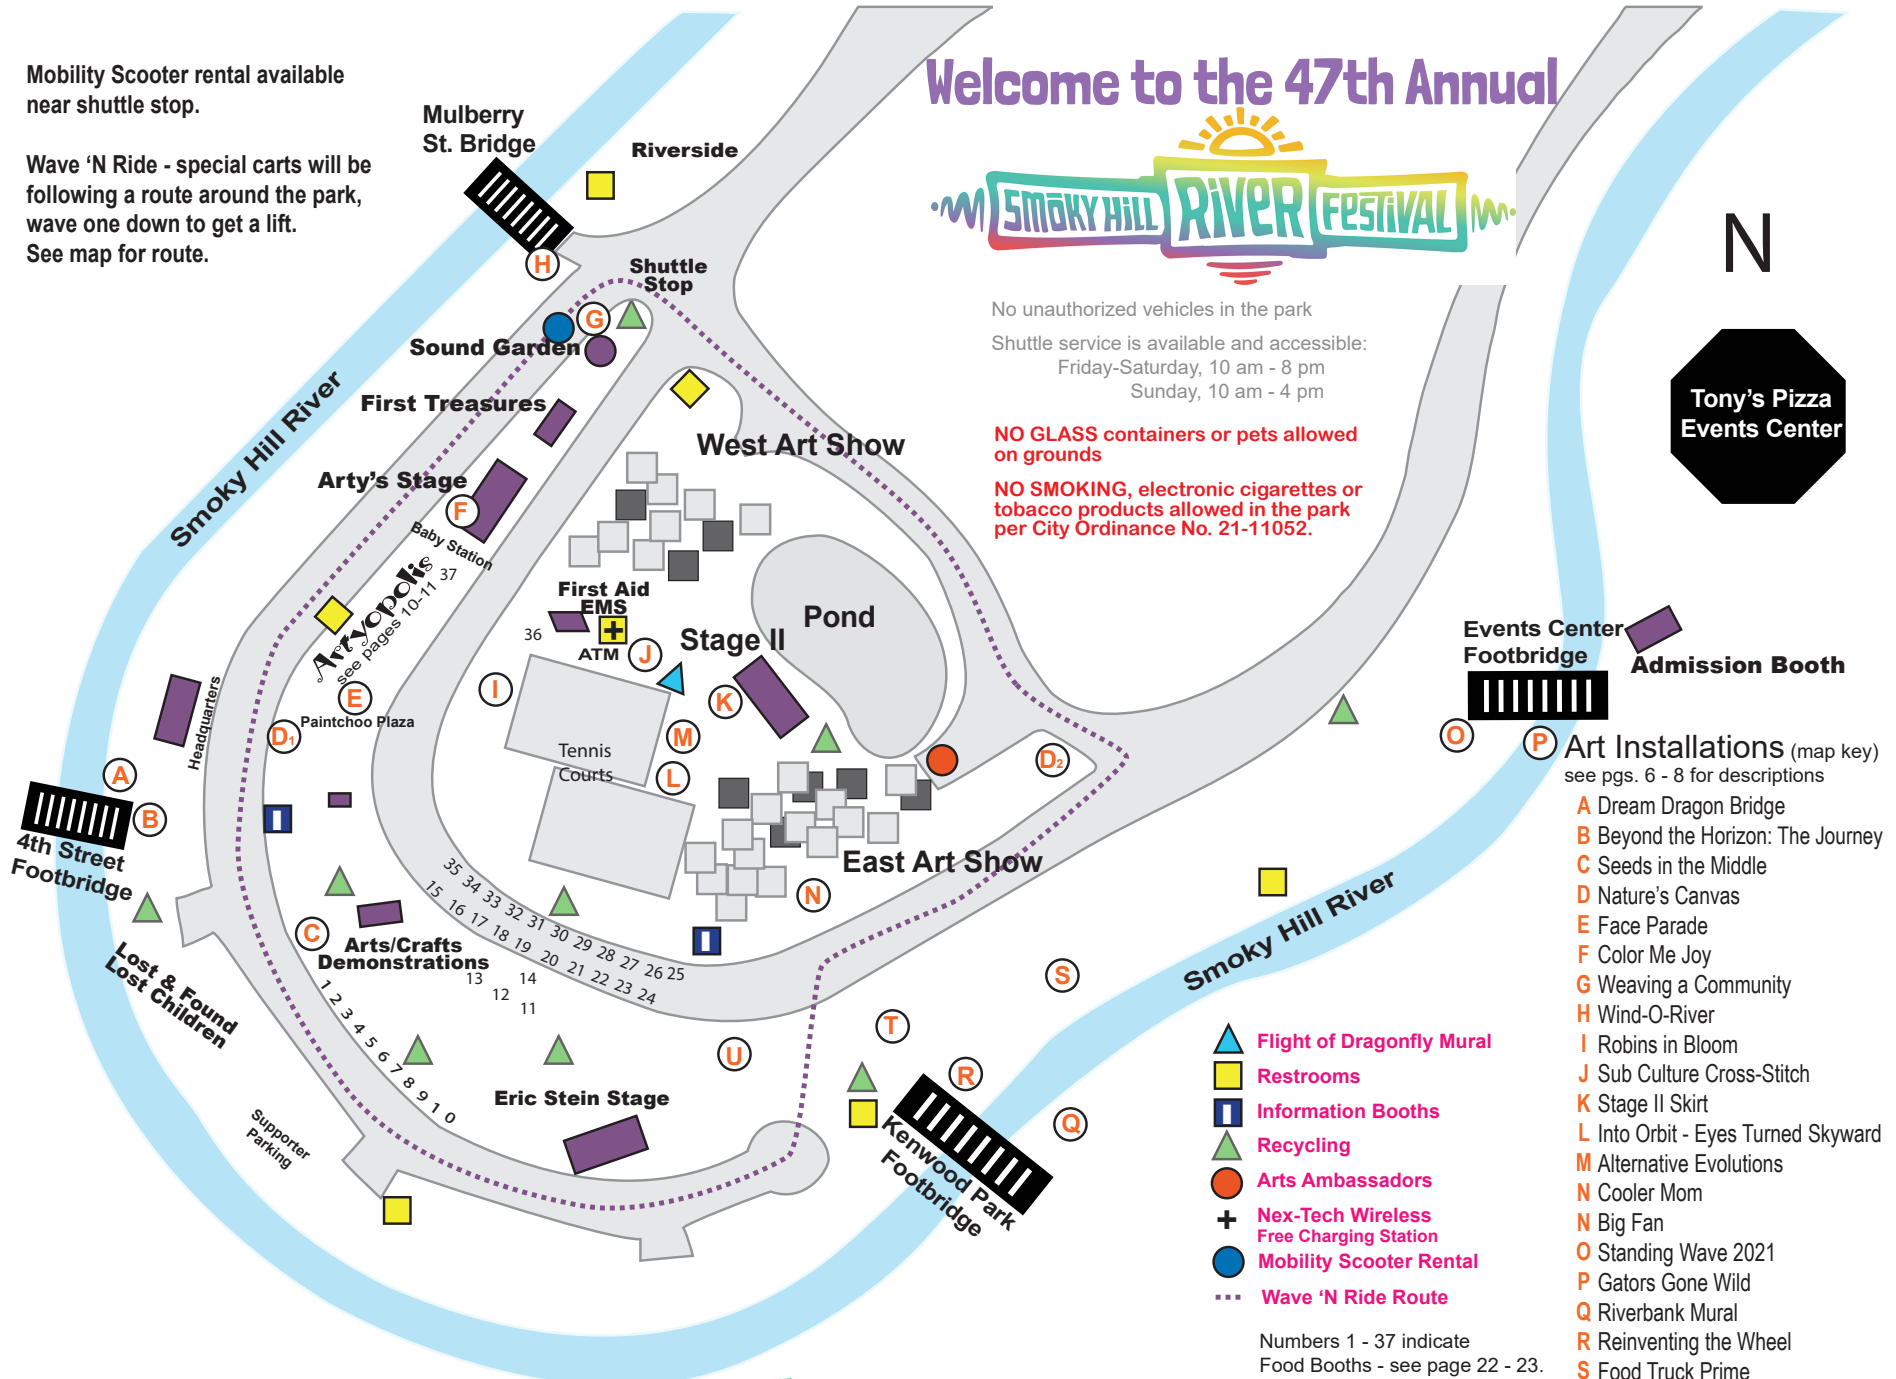 Mobility Scooter rental available
near shuttle stop.
Wave ‘N Ride - special carts will be
following a route around the park,
wave one down to get a lift.
See map for route.
Welcome to the 47th Annual
SMOKY HILL RIVER FESTIVAL
No unauthorized vehicles in the park
Shuttle service is available and accessible:
Friday-Saturday, 10 am - 8 pm
Sunday, 10 am - 4 pm
NO GLASS containers or pets allowed
on grounds
NO SMOKING, electronic cigarettes or
tobacco products allowed in the park
per City Ordinance No. 21-11052.
N
Tony’s Pizza
Events Center
Mulberry
St. Bridge
Riverside
H
Shuttle
Stop
G
Sound Garden
Smoky Hill River
First Treasures
West Art Show
Arty’s Stage
F
Baby Station
37
Artyopolis
see pages 10-11
First Aid
EMS
36
ATM
J
Stage II
Pond
I
K
E
Paintchoo Plaza
Headquarters
D1
M
Tennis
Courts
L
D2
A
B
4th Street
Footbridge
East Art Show
N
Events Center
Footbridge
Admission Booth
O
P
C
Arts/Crafts
Demonstrations
Lost & Found
Lost Children
35 34 33 32 31 30 29 28 27 26 25
15 16 17 18 19 20 21 22 23 24
13
14
12
11
1 2 3 4 5 6 7 8 9 1 0
Supporter
Parking
Eric Stein Stage
U
T
S
R
Q
Kenwood Park
Footbridge
Smoky Hill River
Flight of Dragonfly Mural
Restrooms
Information Booths
Recycling
Arts Ambassadors
Nex-Tech Wireless
Free Charging Station
Mobility Scooter Rental
Wave ‘N Ride Route
Numbers 1 - 37 indicate
Food Booths - see page 22 - 23.
Art Installations (map key)
see pgs. 6 - 8 for descriptions
A Dream Dragon Bridge
B Beyond the Horizon: The Journey
C Seeds in the Middle
D Nature’s Canvas
E Face Parade
F Color Me Joy
G Weaving a Community
H Wind-O-River
I Robins in Bloom
J Sub Culture Cross-Stitch
K Stage II Skirt
L Into Orbit - Eyes Turned Skyward
M Alternative Evolutions
N Cooler Mom
N Big Fan
O Standing Wave 2021
P Gators Gone Wild
Q Riverbank Mural
R Reinventing the Wheel
S Food Truck Prime